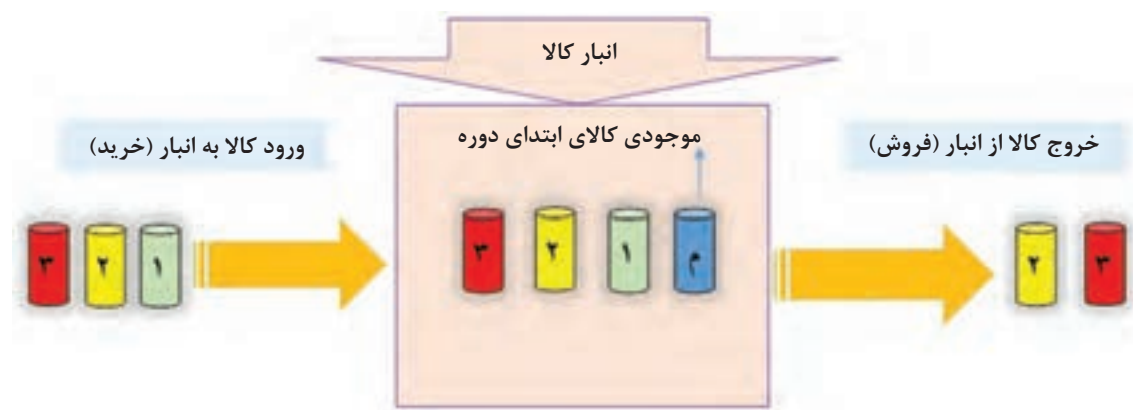 انبار کالا
موجودی کالای ابتدای دوره
خروج کالا از انبار (فروش)
ورود کالا به انبار (خرید)
۳ ۲
م ۱ ۲ ۳
۱ ۲ ۳